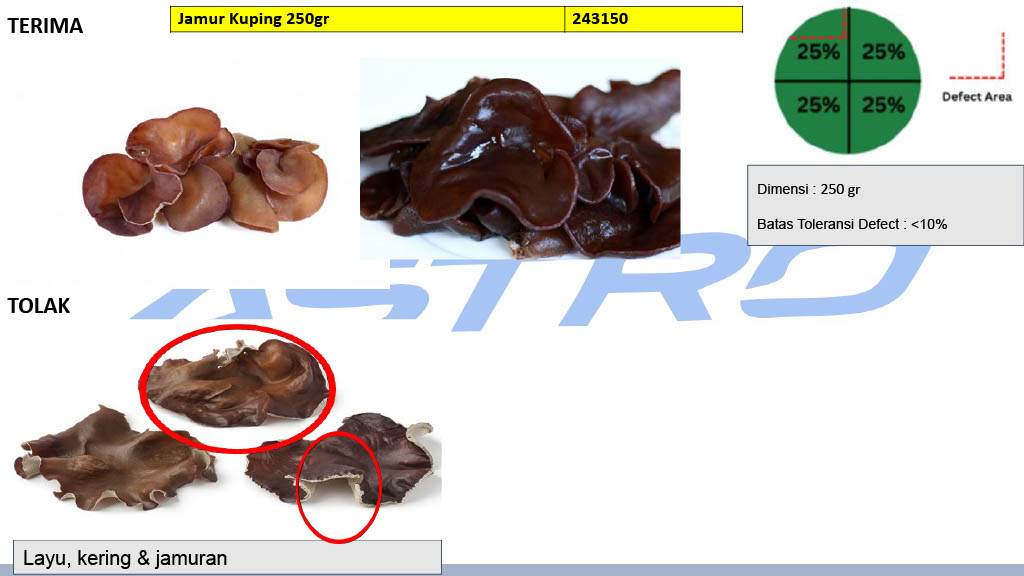 TERIMA
Jamur Kuping 250gr 243150
25% 25%
25% 25%
Defect Area
Dimensi : 250 gr
Batas Toleransi Defect : <10%
ASTRO
TOLAK
Layu, kering & jamuran